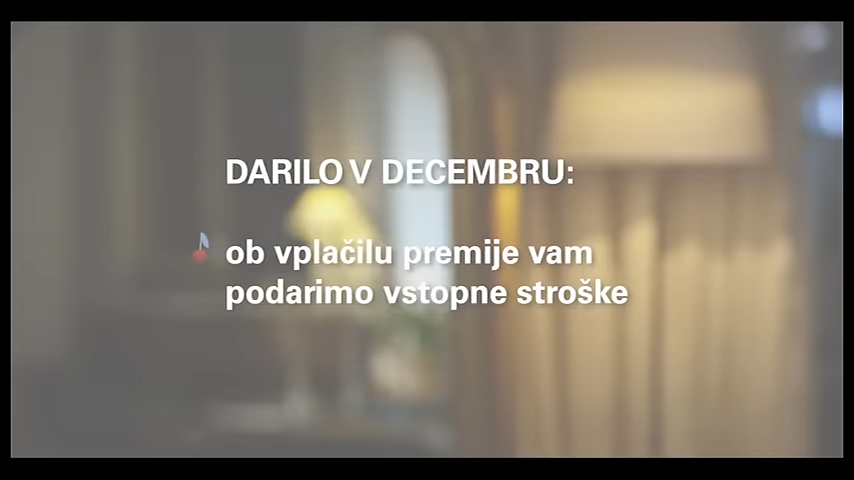 DARILO V DECEMBRU:
ob vplačilu premije vam
podarimo vstopne stroške